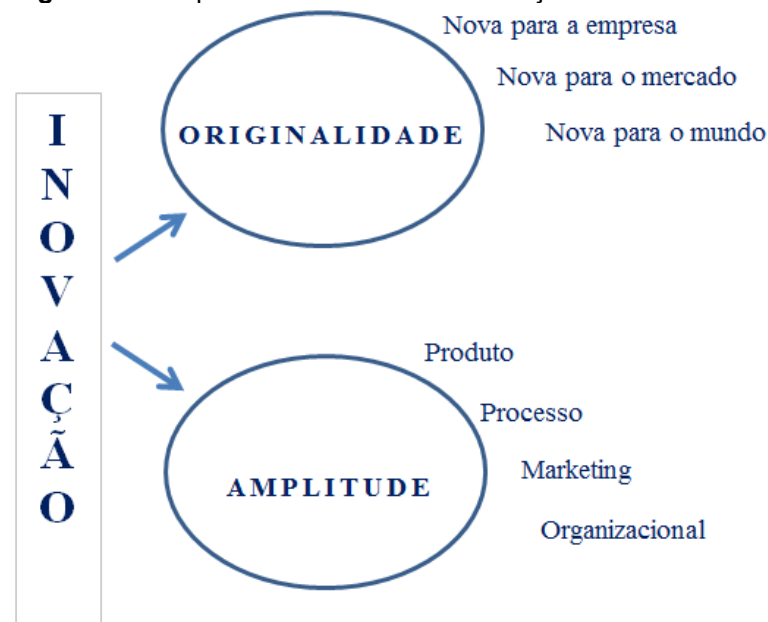 Nova para a empresa
Nova para o mercado
Nova para o mundo
ORIGINALIDADE
INOVAÇÃO
Produto
Processo
Marketing
Organizacional
AMPLITUDE